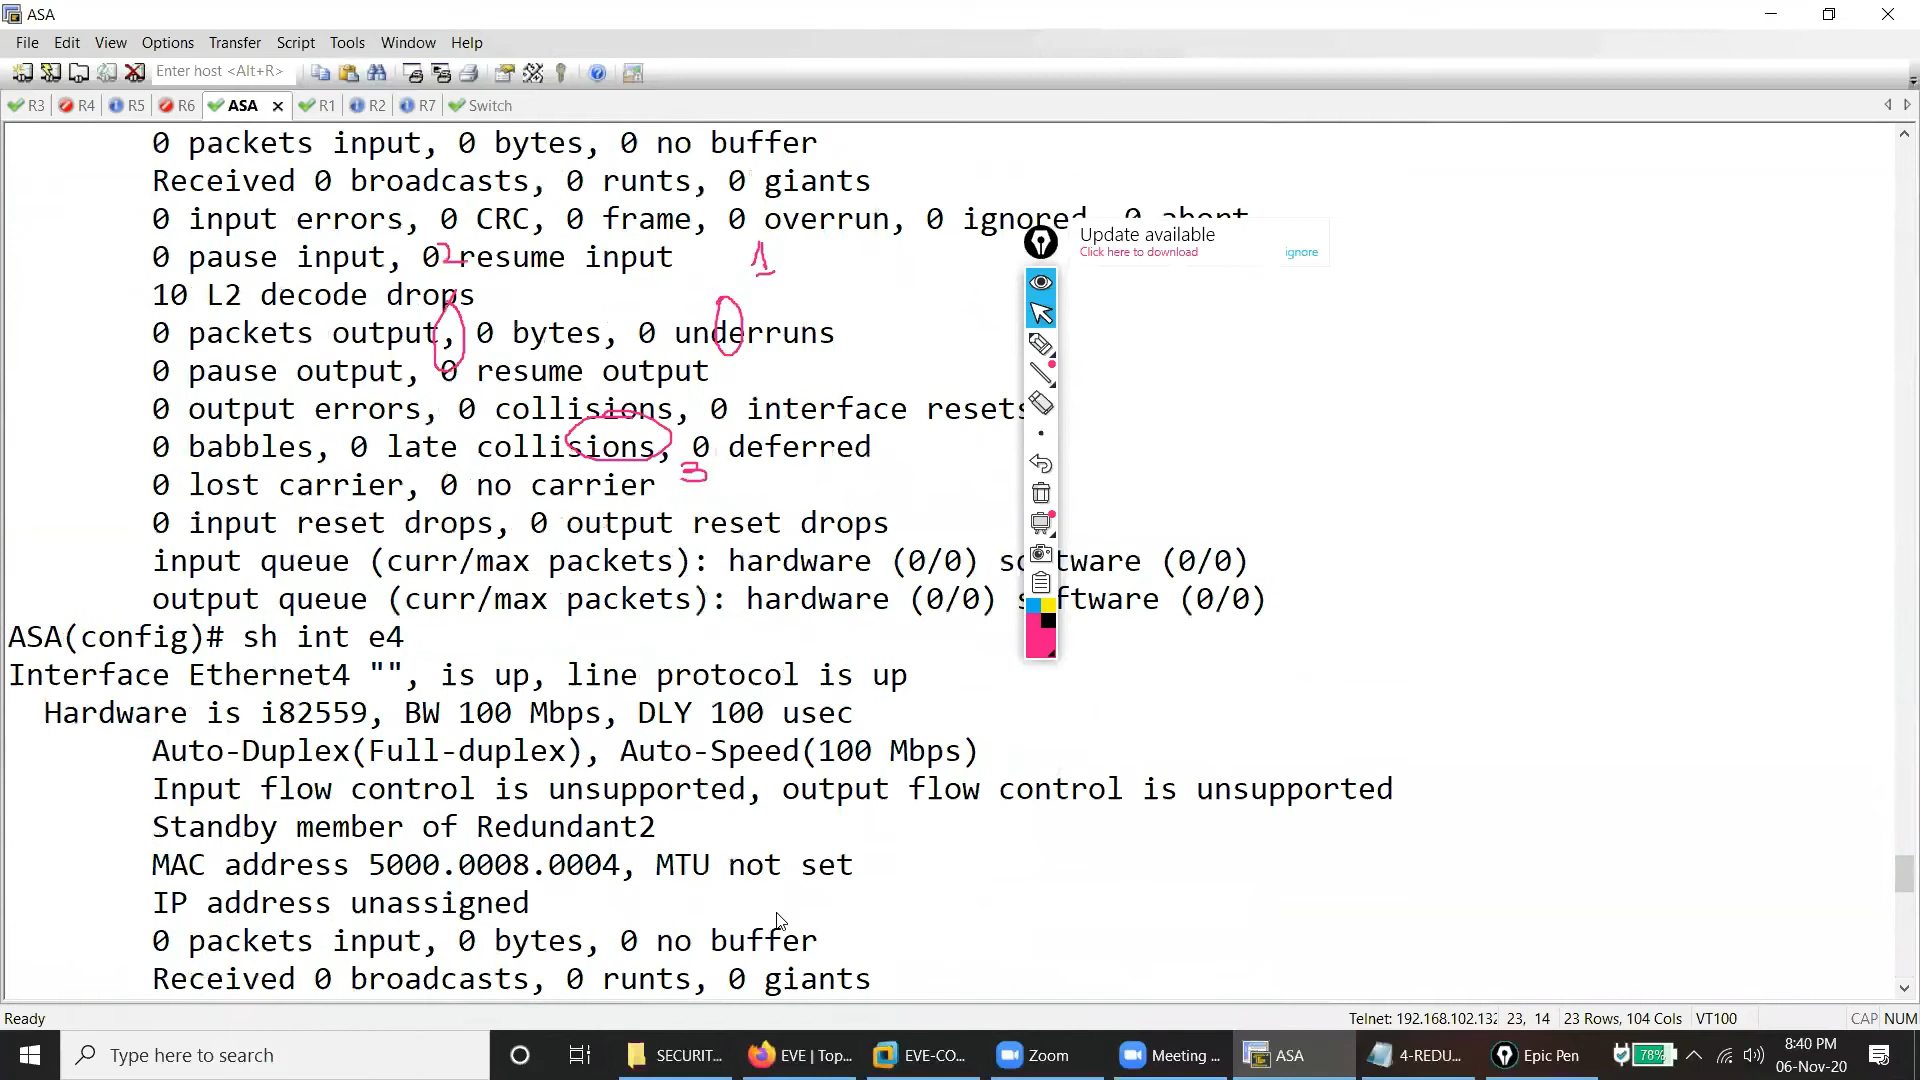 ASA
File Edit View Options Transfer Script Tools Window Help
Enter host <Alt+R>
R3 R4 R5 R6 ASA R1 R2 R7 Switch
0 packets input, 0 bytes, 0 no buffer
Received 0 broadcasts, 0 runts, 0 giants
0 input errors, 0 CRC, 0 frame, 0 overrun, 0 ignored, 0 abort
0 pause input, 0 resume input
2
1
10 L2 decode drops
0 packets output, 0 bytes, 0 underruns
0 pause output, 0 resume output
0 output errors, 0 collisions, 0 interface resets
0 babbles, 0 late collisions, 0 deferred
3
0 lost carrier, 0 no carrier
0 input reset drops, 0 output reset drops
input queue (curr/max packets): hardware (0/0) software (0/0)
output queue (curr/max packets): hardware (0/0) software (0/0)
ASA(config)# sh int e4
Interface Ethernet4 "", is up, line protocol is up
Hardware is i82559, BW 100 Mbps, DLY 100 usec
Auto-Duplex(Full-duplex), Auto-Speed(100 Mbps)
Input flow control is unsupported, output flow control is unsupported
Standby member of Redundant2
MAC address 5000.0008.0004, MTU not set
IP address unassigned
0 packets input, 0 bytes, 0 no buffer
Received 0 broadcasts, 0 runts, 0 giants
Update available
Click here to download ignore
Ready Telnet: 192.168.102.132 23, 14 23 Rows, 104 Cols VT100 CAP NUM
Type here to search SECURIT... EVE | Top... EVE-CO... Zoom Meeting ... ASA 4-REDU... Epic Pen 78% 8:40 PM
06-Nov-20